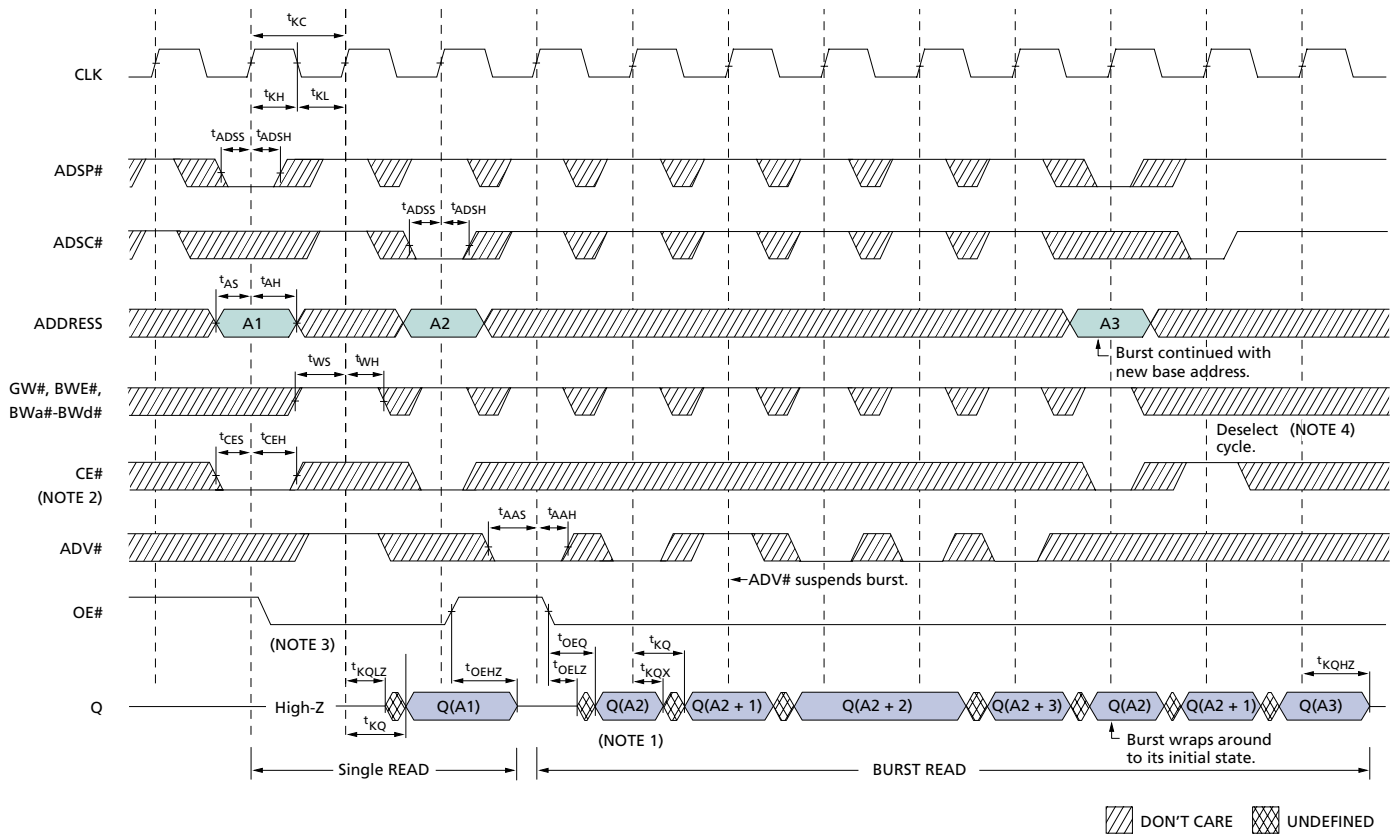 tKC
CLK
tKH
tKL
tADSS
tADSH
ADSP#
tADSS
tADSH
ADSC#
tAS
tAH
ADDRESS
A1
A2
A3
Burst continued with
new base address.
tWS
tWH
GW#, BWE#,
BWa#-BWd#
Deselect (NOTE 4)
cycle.
tCES
tCEH
CE#
(NOTE 2)
tAAS
tAAH
ADV#
ADV# suspends burst.
OE#
(NOTE 3)
tKQLZ
tOEHZ
tOEQ
tOELZ
tKQ
tKQX
tKQHZ
Q
High-Z
Q(A1)
Q(A2)
Q(A2 + 1)
Q(A2 + 2)
Q(A2 + 3)
Q(A2)
Q(A2 + 1)
Q(A3)
tKQ
(NOTE 1)
Burst wraps around
to its initial state.
Single READ
BURST READ
DON'T CARE
UNDEFINED